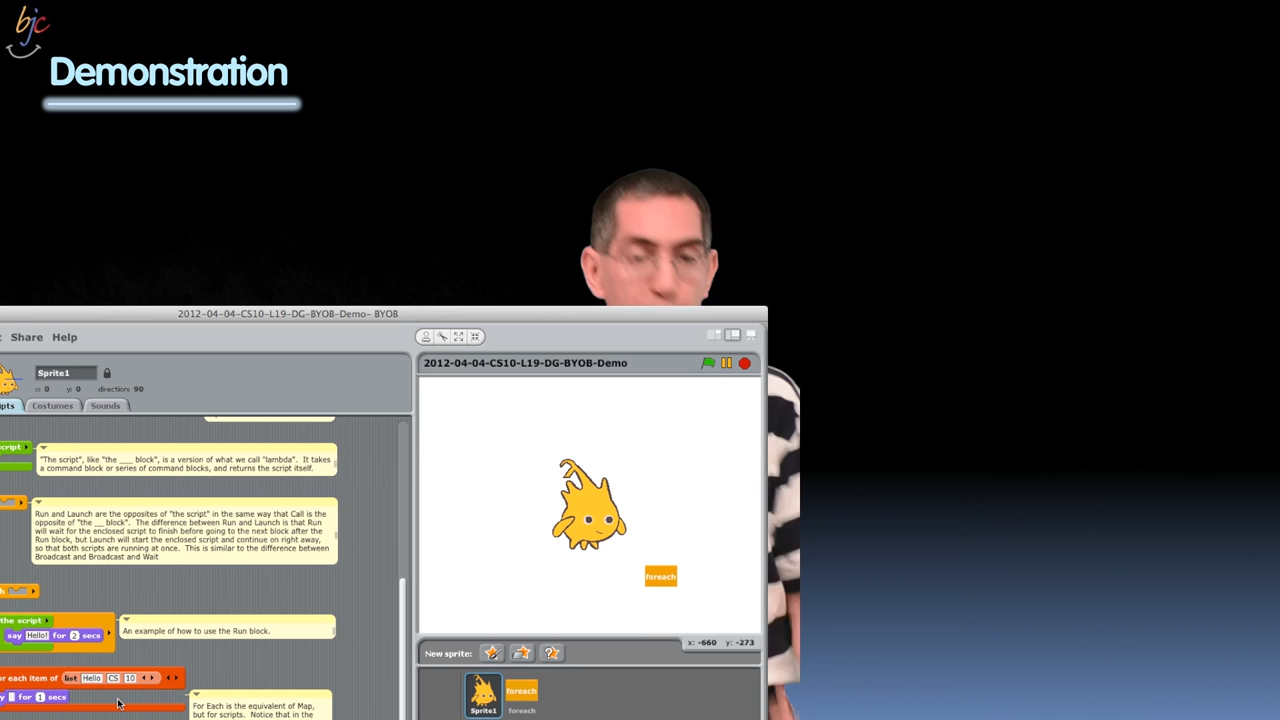 bjc
Demonstration
2012-04-04-CS10-L19-DG-BYOB-Demo- BYOB
Share Help
2012-04-04-CS10-L19-DG-BYOB-Demo
Sprite1
x: 0 y: 0 direction: 90
Costumes Sounds
script
"The script", like "the ____ block", is a version of what we call "lambda". It takes
a command block or series of command blocks, and returns the script itself.
Run and Launch are the opposites of "the script" in the same way that Call is the
opposite of "the __ block". The difference between Run and Launch is that Run
will wait for the enclosed script to finish before going to the next block after the
Run block, but Launch will start the enclosed script and continue on right away,
so that both scripts are running at once. This is similar to the difference between
Broadcast and Broadcast and Wait
foreach
the script
say Hello! for 2 secs
An example of how to use the Run block.
x: -660 y: -273
New sprite:
each item of list Hello CS 10
for 1 secs
For Each is the equivalent of Map,
but for scripts. Notice that in the
foreach
Sprite1
foreach